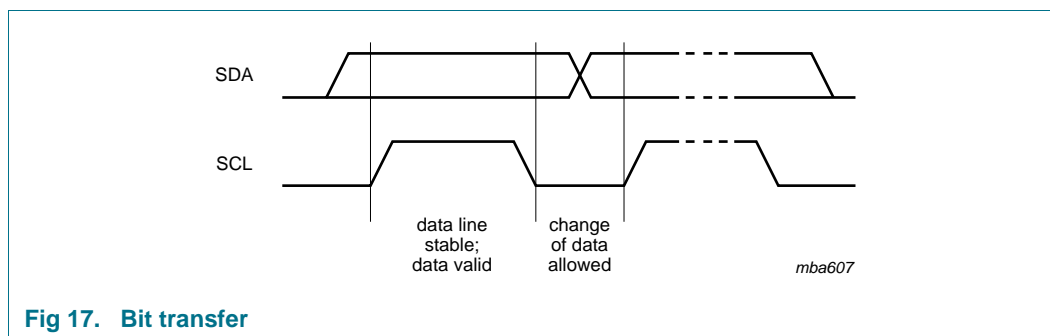 SDA
SCL
data line
stable;
data valid
change
of data
allowed
mba607
Fig 17. Bit transfer